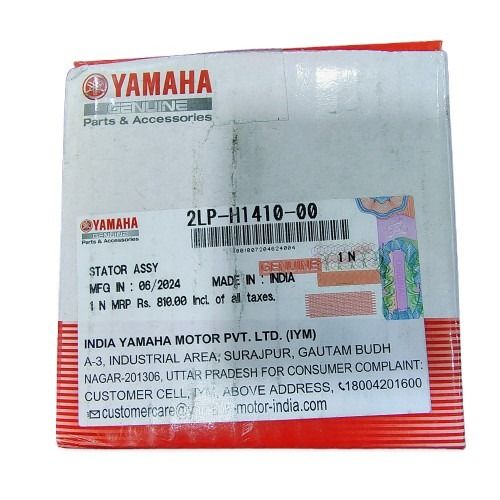 YAMAHA
GENUINE
Parts & Accessories
YAMAHA
GENUINE
Parts & Accessories
2LP-H1410-00
GENUINE
1 N
STATOR ASSY
MFG IN : 06/2024 MADE IN : INDIA
1 N MRP Rs. 810.00 Incl. of all taxes.
INDIA YAMAHA MOTOR PVT. LTD. (IYM)
A-3, INDUSTRIAL AREA, SURAJPUR, GAUTAM BUDH
NAGAR-201306, UTTAR PRADESH FOR CONSUMER COMPLAINT:
CUSTOMER CELL, IYM, ABOVE ADDRESS, 18004201600
customercare@yamaha-motor-india.com